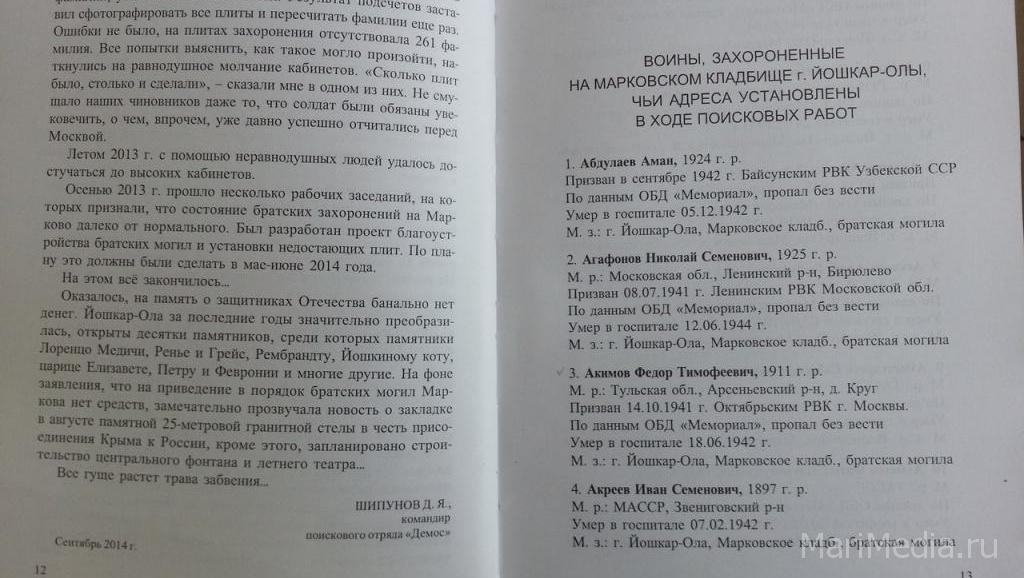 результат подсчетов заста-
вил сфотографировать все плиты и пересчитать фамилии еще раз.
Ошибки не было, на плитах захоронения отсутствовала 261 фа-
милия. Все попытки выяснить, как такое могло произойти, на-
ткнулись на равнодушное молчание кабинетов. «Сколько плит
было, столько и сделали», – сказали мне в одном из них. Не сму-
щало наших чиновников даже то, что солдат были обязаны уве-
ковечить, о чем, впрочем, уже давно успешно отчитались перед
Москвой.
Летом 2013 г. с помощью неравнодушных людей удалось до-
стучаться до высоких кабинетов.
Осенью 2013 г. прошло несколько рабочих заседаний, на ко-
торых признали, что состояние братских захоронений на Мар-
ково далеко от нормального. Был разработан проект благоуст-
ройства братских могил и установки недостающих плит. По пла-
ну это должны были сделать в мае-июне 2014 года.
На этом всё закончилось...
Оказалось, на память о защитниках Отечества банально нет
денег. Йошкар-Ола за последние годы значительно преобрази-
лась, открыты десятки памятников, среди которых памятники
Лоренцо Медичи, Ренье и Грейс, Рембрандту, Йошкиному коту,
царице Елизавете, Петру и Февронии и многие другие. На фоне
заявления, что на приведение в порядок братских могил Мар-
кова нет средств, замечательно прозвучала новость о закладке
в августе памятной 25-метровой гранитной стелы в честь присо-
единения Крыма к России, кроме этого, запланировано строи-
тельство центрального фонтана и летнего театра...
Все гуще растет трава забвения...
ШИПУНОВ Д. Я.,
командир
поискового отряда «Демос»
Сентябрь 2014 г.
12
ВОИНЫ, ЗАХОРОНЕННЫЕ
НА МАРКОВСКОМ КЛАДБИЩЕ г. ЙОШКАР-ОЛЫ,
ЧЬИ АДРЕСА УСТАНОВЛЕНЫ
В ХОДЕ ПОИСКОВЫХ РАБОТ
1. Абдулаев Аман, 1924 г. р.
Призван в сентябре 1942 г. Байсунским РВК Узбекской ССР
По данным ОБД «Мемориал», пропал без вести
Умер в госпитале 05.12.1942 г.
М. з.: г. Йошкар-Ола, Марковское кладб., братская могила
2. Агафонов Николай Семенович, 1925 г. р.
М. р.: Московская обл., Ленинский р-н, Бирюлево
Призван 08.07.1941 г. Ленинским РВК Московской обл.
По данным ОБД «Мемориал», пропал без вести
Умер в госпитале 12.06.1944 г.
М. з.: г. Йошкар-Ола, Марковское кладб., братская могила
3. Акимов Федор Тимофеевич, 1911 г. р.
М. р.: Тульская обл., Арсеньевский р-н, д. Круг
Призван 14.10.1941 г. Октябрьским РВК г. Москвы.
По данным ОБД «Мемориал», пропал без вести
Умер в госпитале 18.06.1942 г.
М. з.: г. Йошкар-Ола, Марковское кладб., братская могила
4. Акреев Иван Семенович, 1897 г. р.
М. р.: МАССР, Звениговский р-н
Умер в госпитале 07.02.1942 г.
М. з.: г. Йошкар-Ола, Марковское кладб., братская могила
MariMedia.ru
13